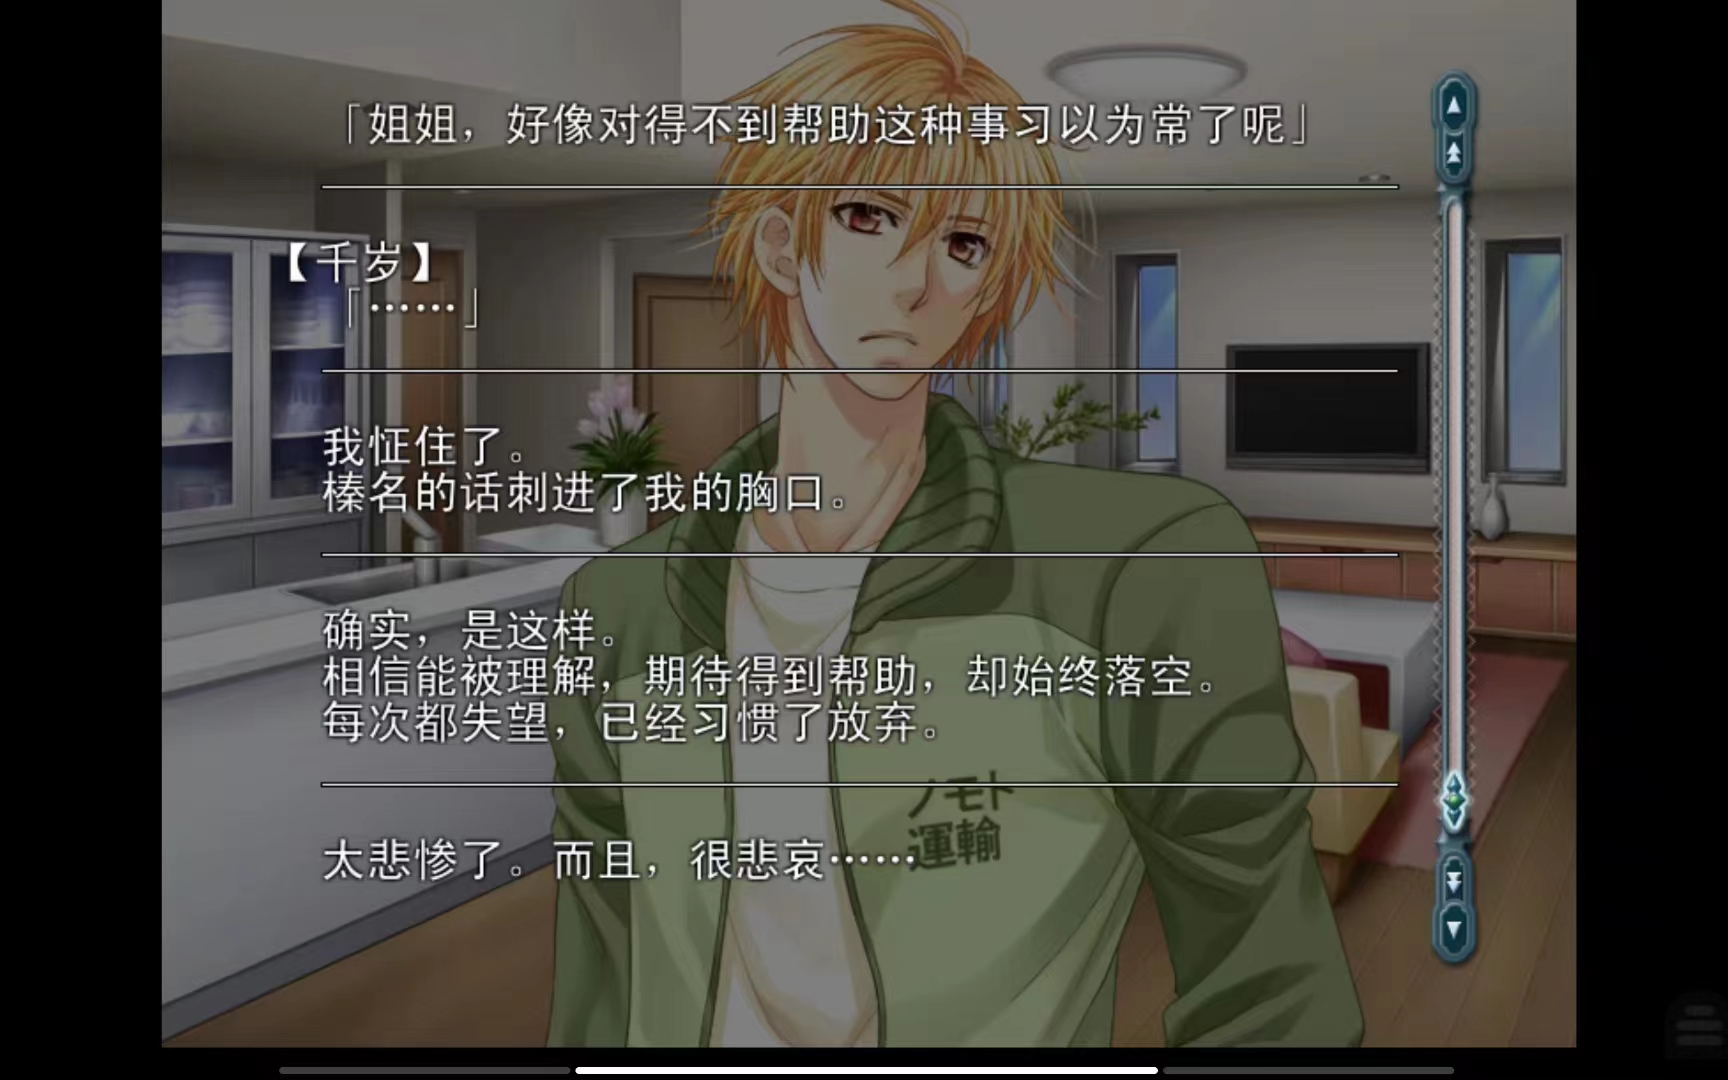 「姐姐，好像对得不到帮助这种事习以为常了呢」
【千岁】
「……」
我怔住了。
榛名的话刺进了我的胸口。
确实，是这样。
相信能被理解，期待得到帮助，却始终落空。
每次都失望，已经习惯了放弃。
太悲惨了。而且，很悲哀……
ノモト
運輸